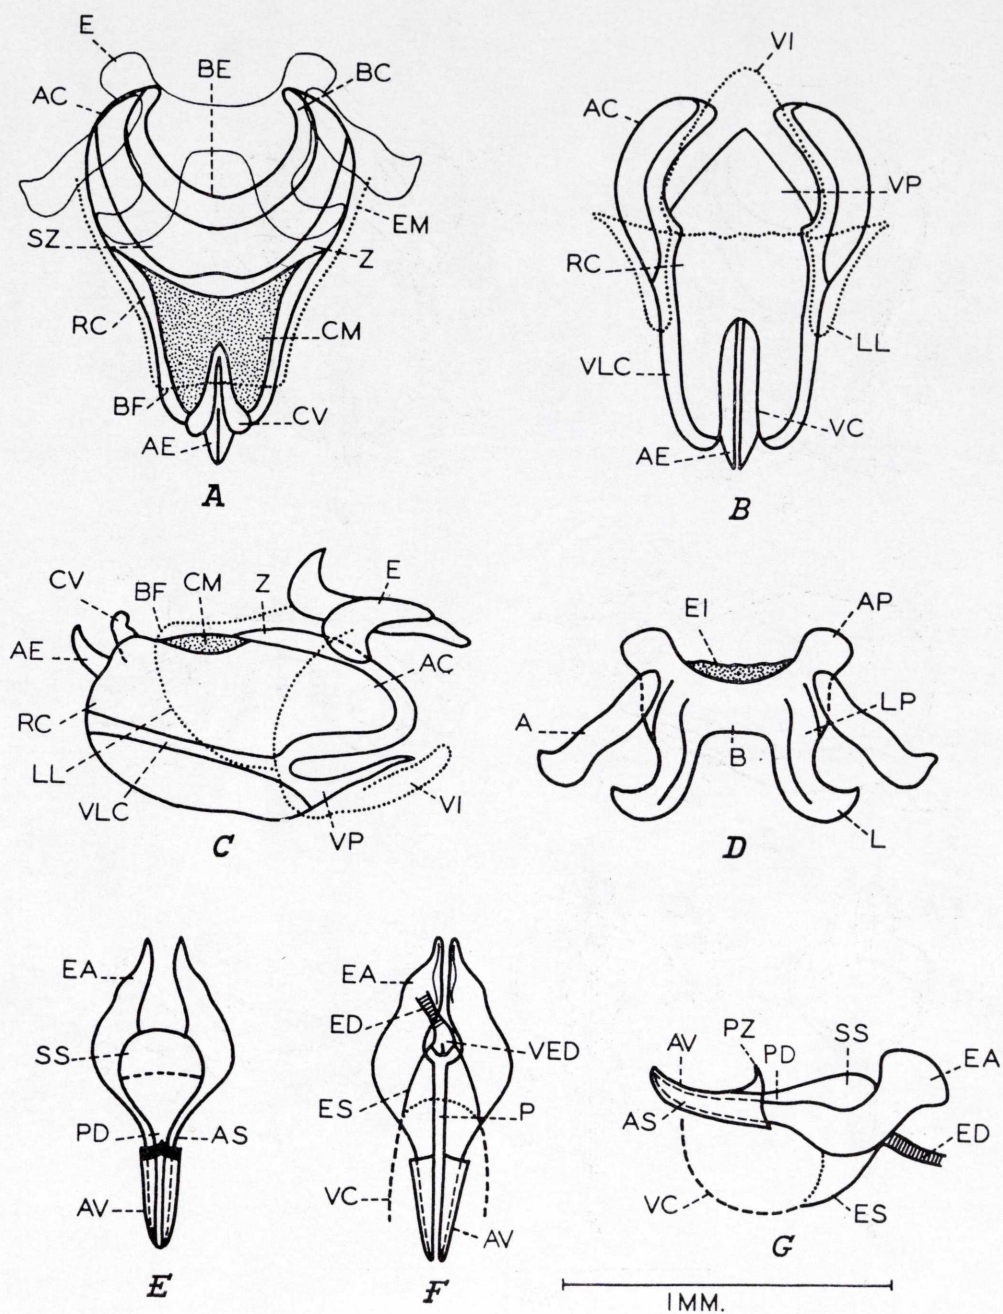 E
BE
BC
AC
EM
SZ
Z
RC
CM
BF
CV
AE
A
VI
AC
VP
RC
LL
VLC
VC
AE
B
CV
BF
CM
Z
E
AE
AC
RC
LL
VLC
VI
VP
C
EI
AP
A
LP
B
L
D
EA
SS
PD
AS
AV
E
EA
ED
VED
ES
P
VC
AV
F
AV
PZ
PD
SS
EA
AS
ED
VC
ES
G
1MM.